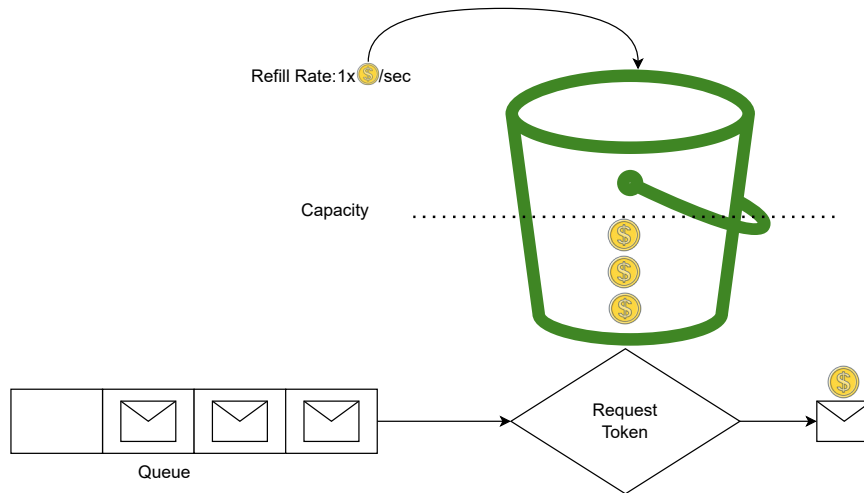 Refill Rate:1x $/sec
Capacity
$
$
$
$
Request
Token
Queue